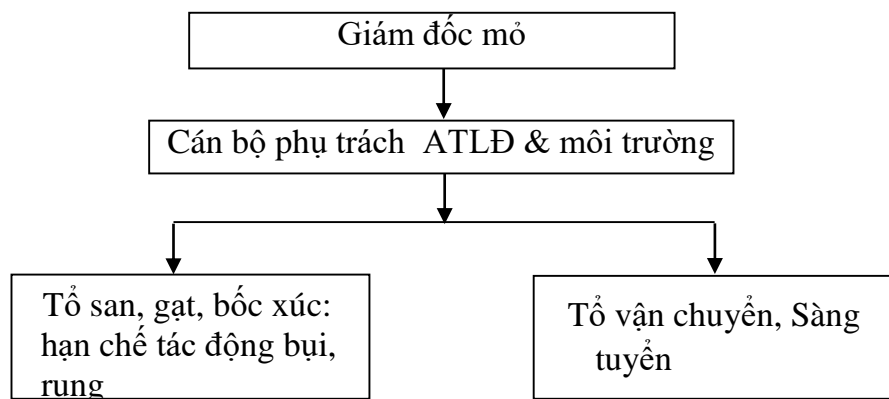 Giám đốc mỏ
Cán bộ phụ trách ATLĐ & môi trường
Tổ san, gạt, bốc xúc:
hạn chế tác động bụi,
rung
Tổ vận chuyển, Sàng
tuyển